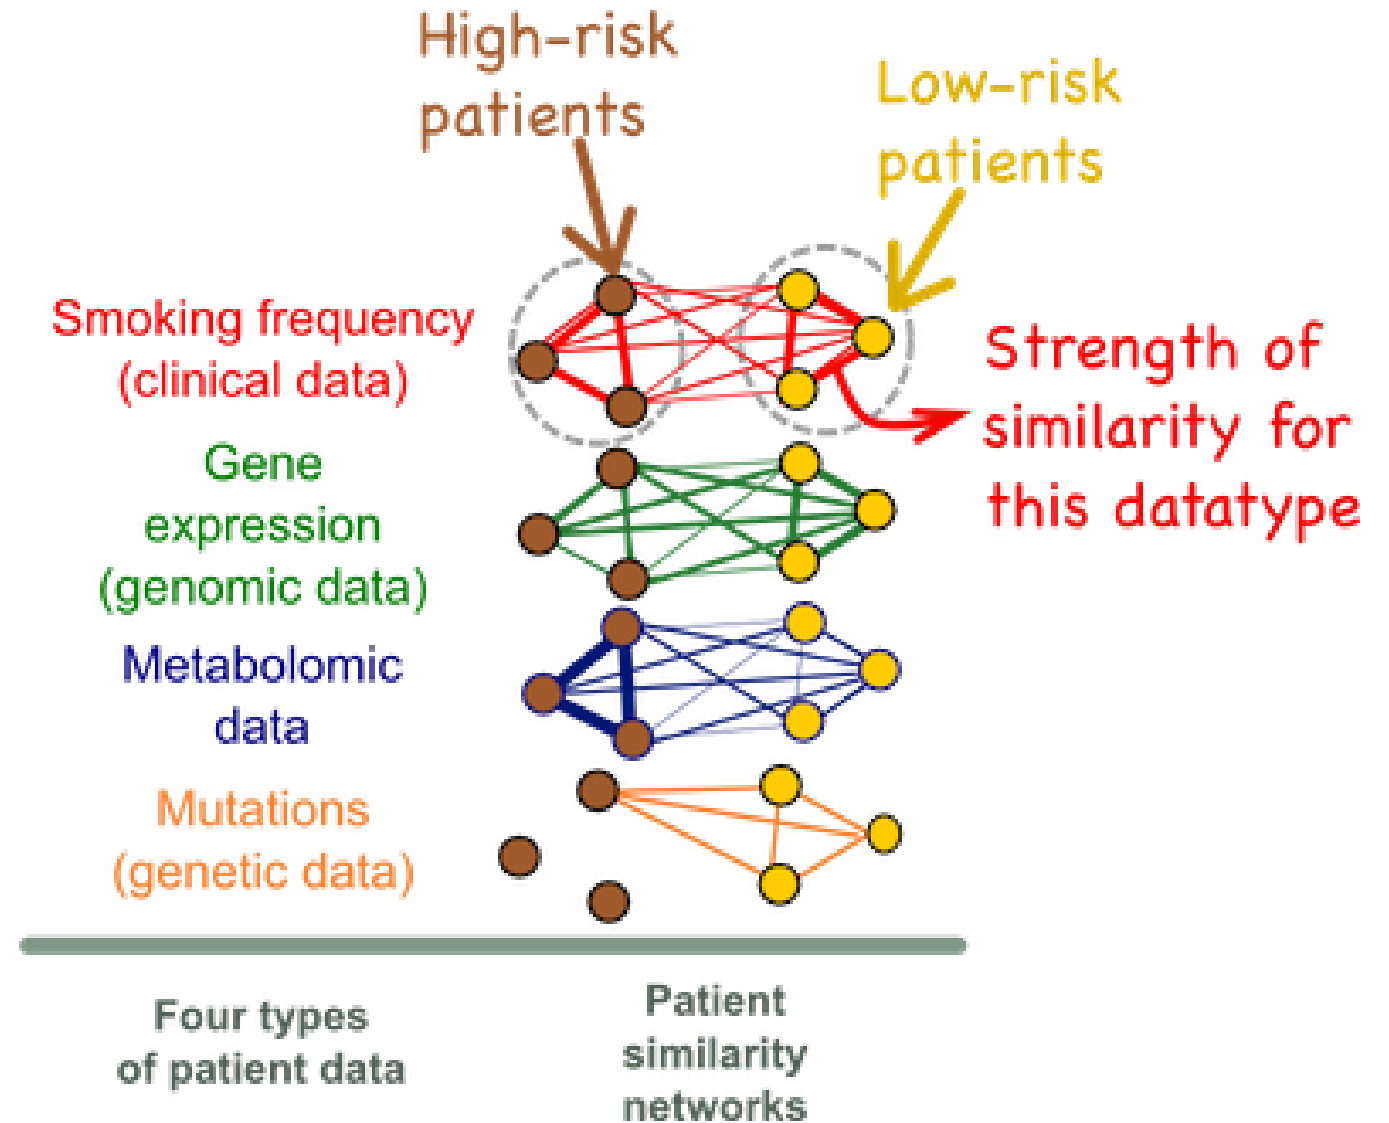 High-risk
patients
Low-risk
patients
Smoking frequency
(clinical data)
Strength of
similarity for
this datatype
Gene
expression
(genomic data)
Metabolomic
data
Mutations
(genetic data)
Four types
of patient data
Patient
similarity
networks